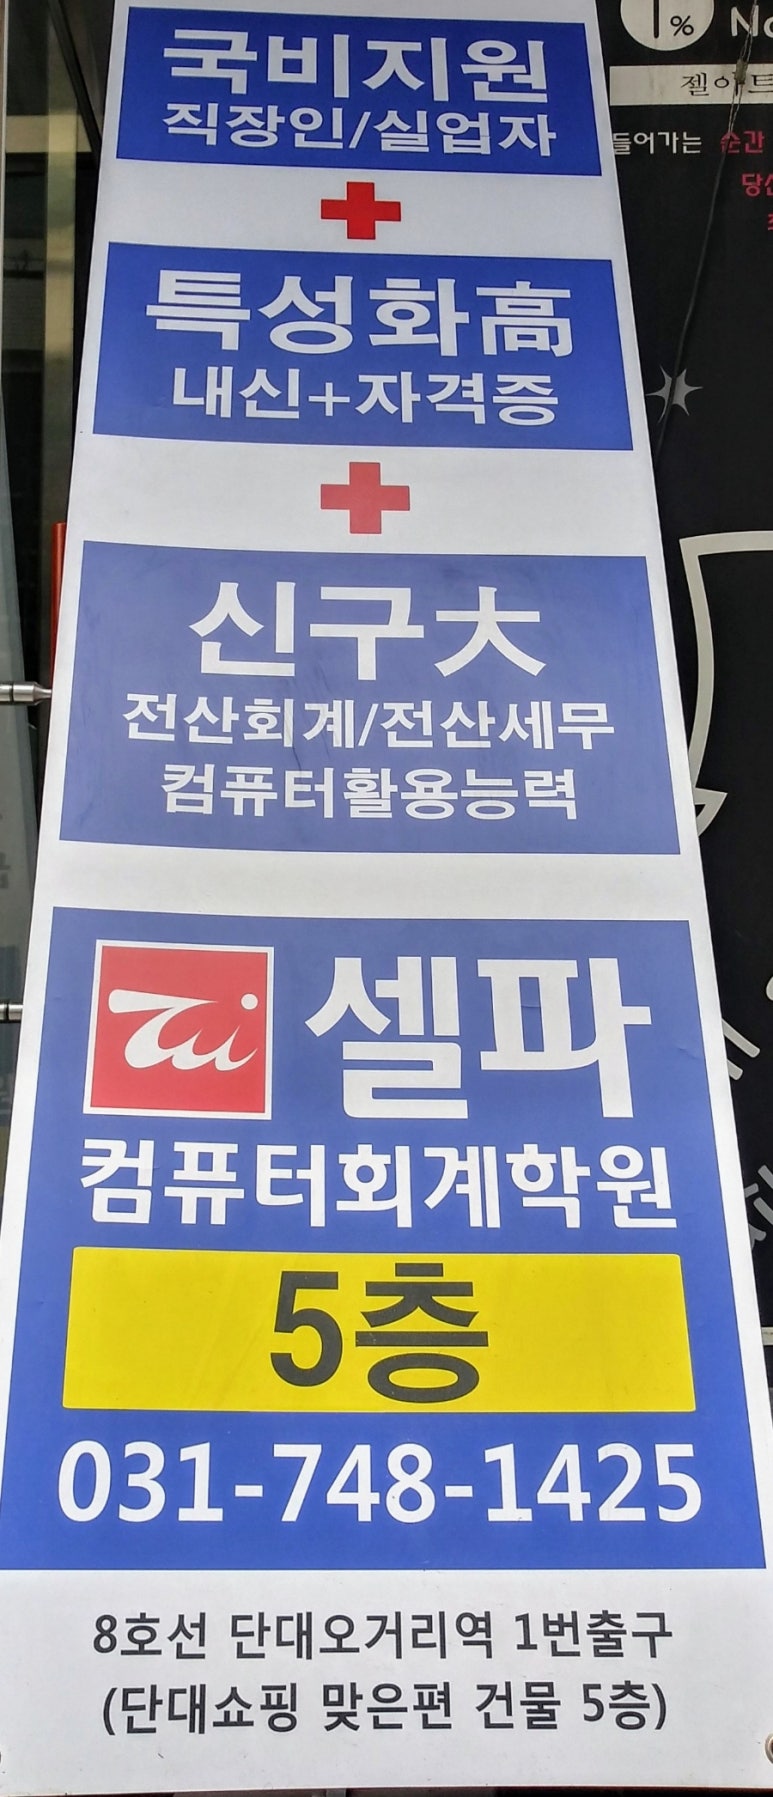 국비지원
직장인/실업자
특성화高
내신+자격증
신구大
전산회계/전산세무
컴퓨터활용능력
셀파
컴퓨터회계학원
5층
031-748-1425
8호선 단대오거리역 1번출구
(단대쇼핑 맞은편 건물 5층)
1%
젤아트
들어가는 순간